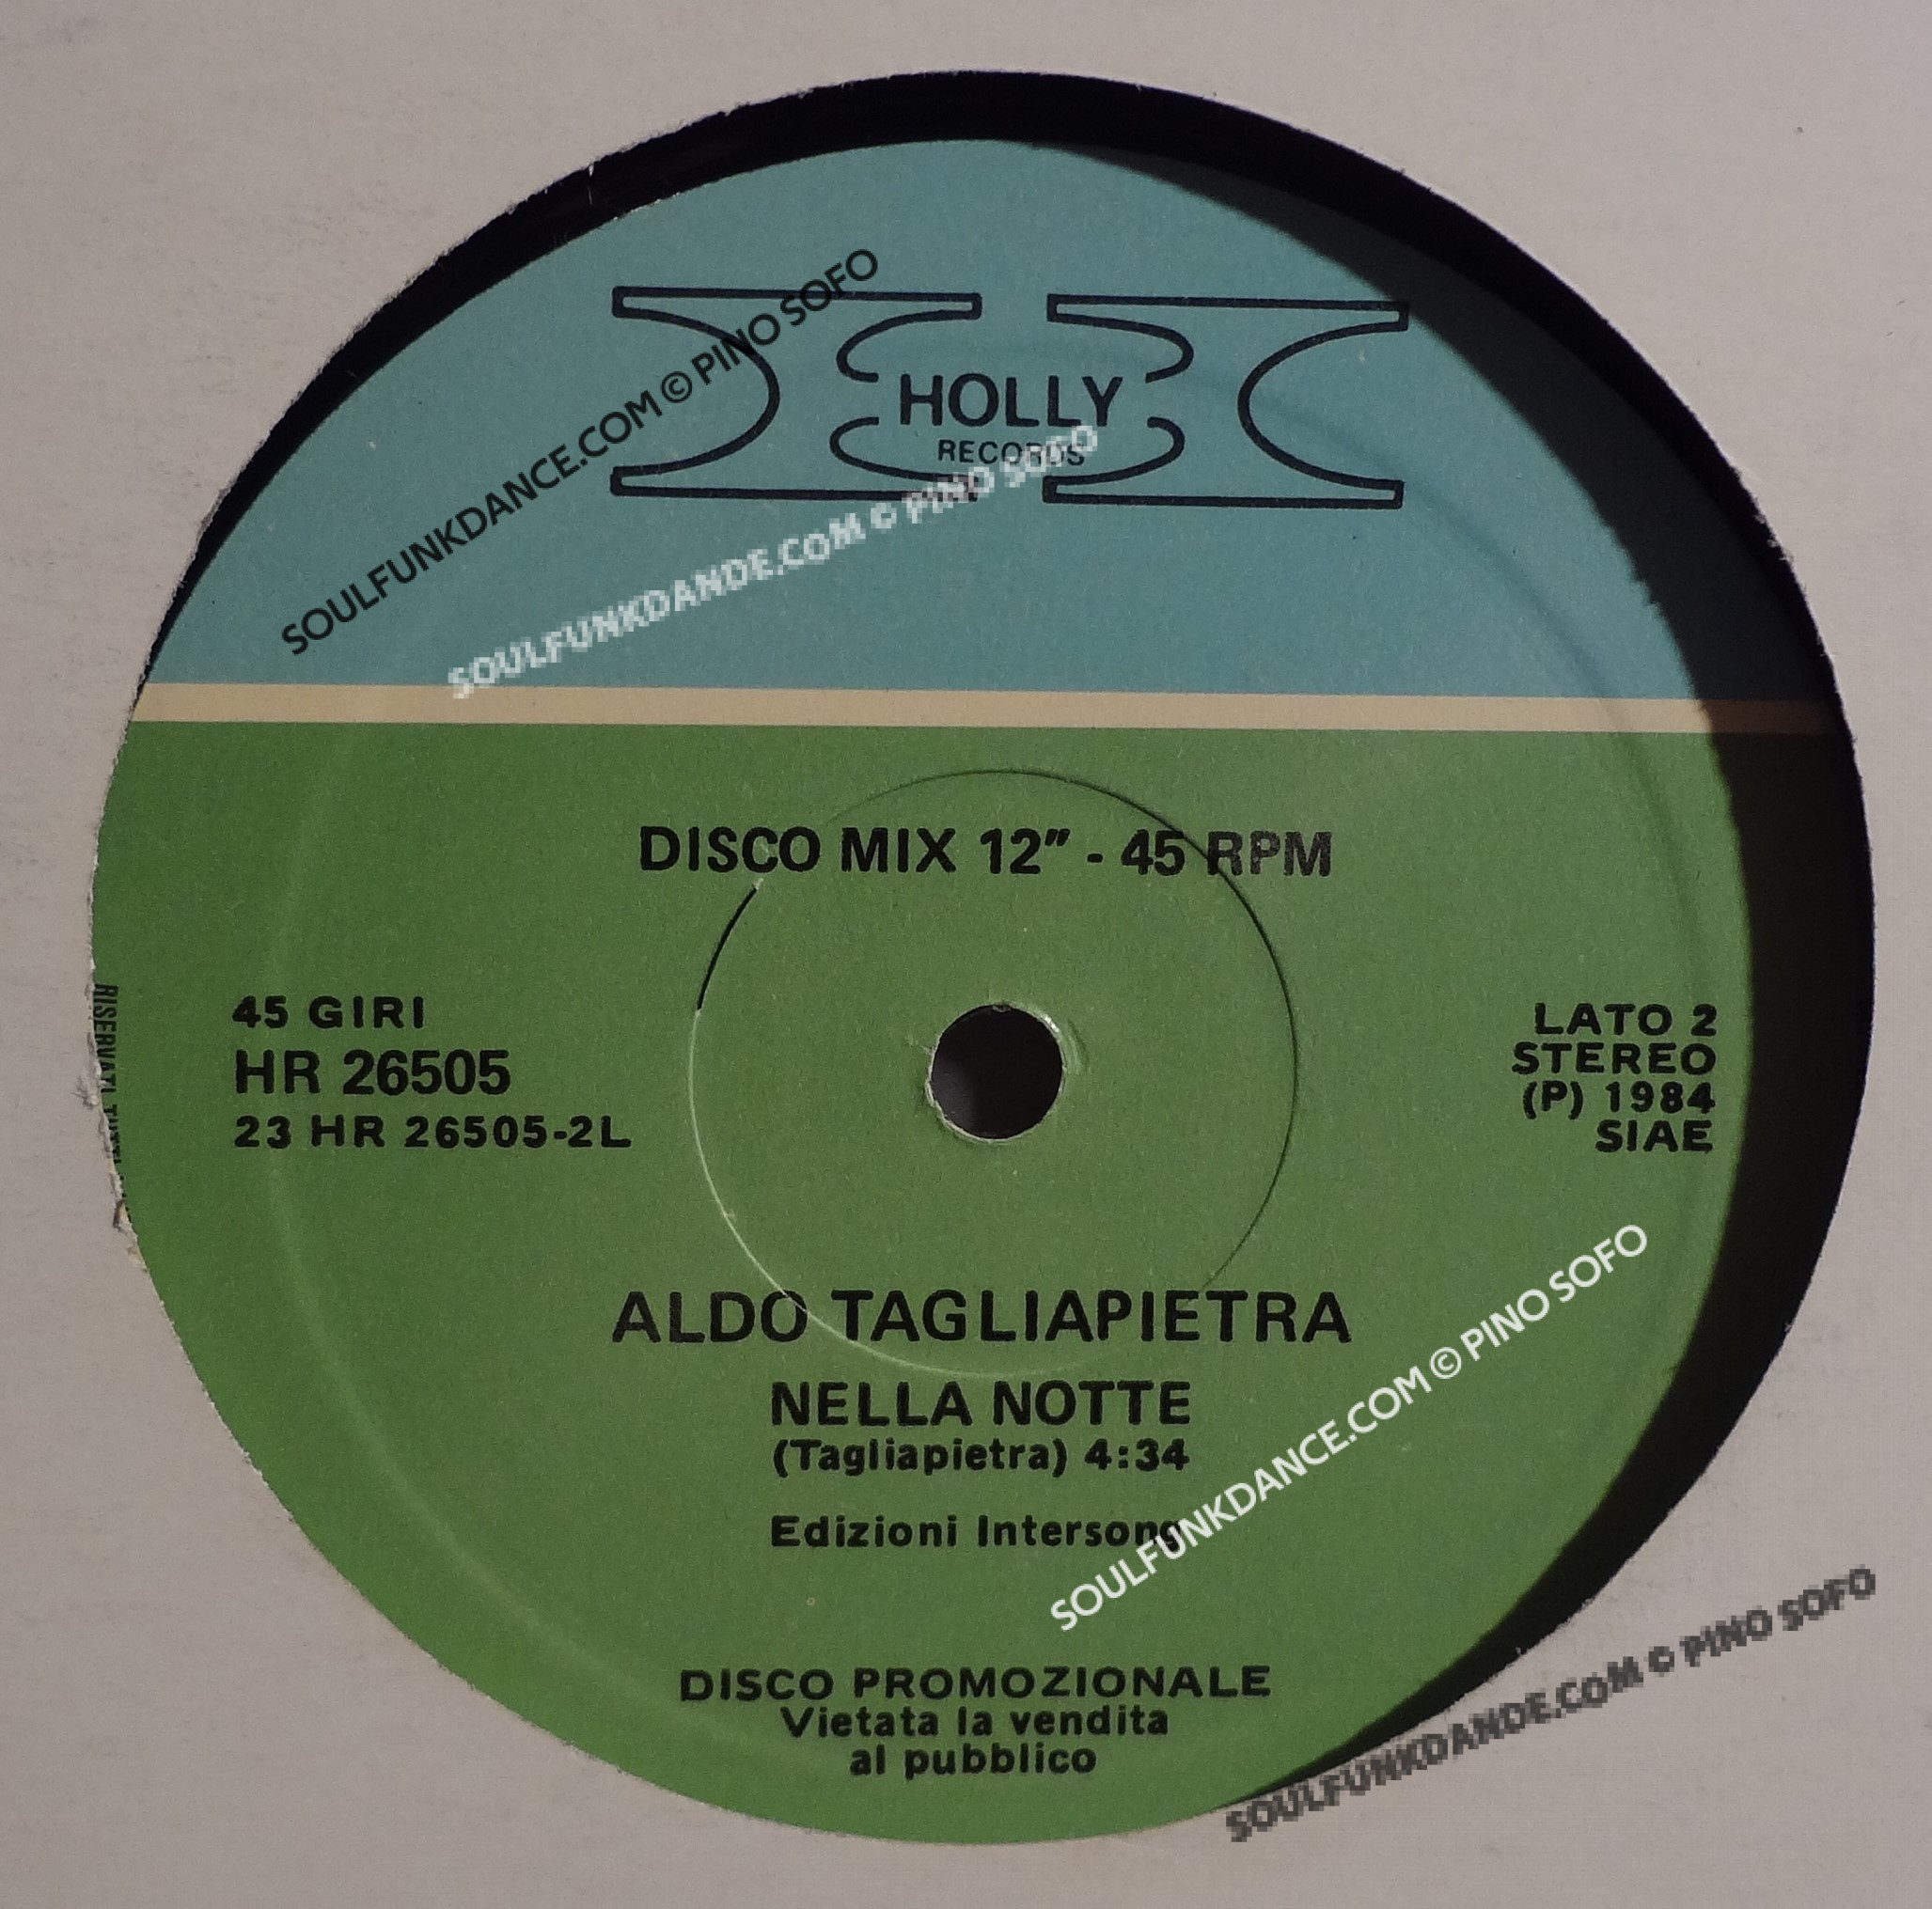 SOULFUNKDANCE.COM © PINO SOFO
HOLLY
RECORDS
SOULFUNKDANDE.COM © PINO SOFO
DISCO MIX 12" - 45 RPM
45 GIRI
HR 26505
23 HR 26505-2L
LATO 2
STEREO
(P) 1984
SIAE
RISERVATI
ALDO TAGLIAPIETRA
NELLA NOTTE
(Tagliapietra) 4:34
Edizioni Intersong
SOULFUNKDANCE.COM © PINO SOFO
DISCO PROMOZIONALE
Vietata la vendita
al pubblico
SOULFUNKDANDE.COM © PINO SOFO